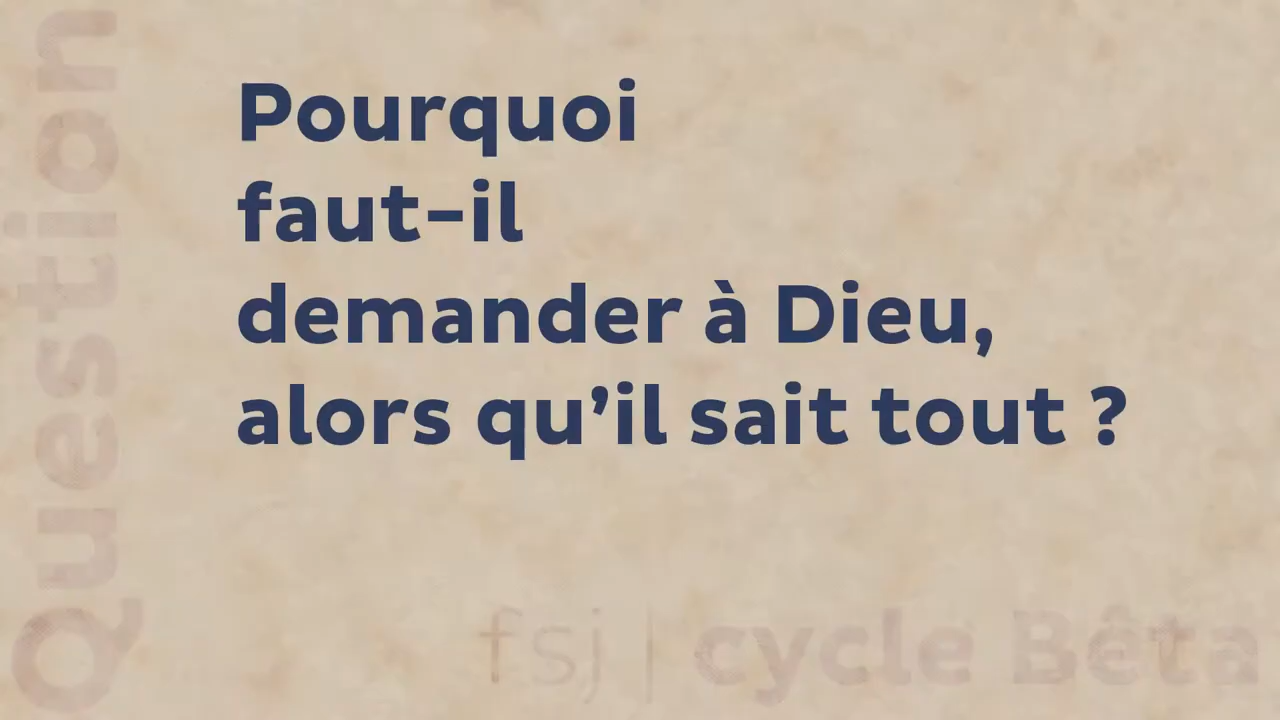 Question
Pourquoi
faut-il
demander à Dieu,
alors qu’il sait tout ?
fsj | cycle Bêta